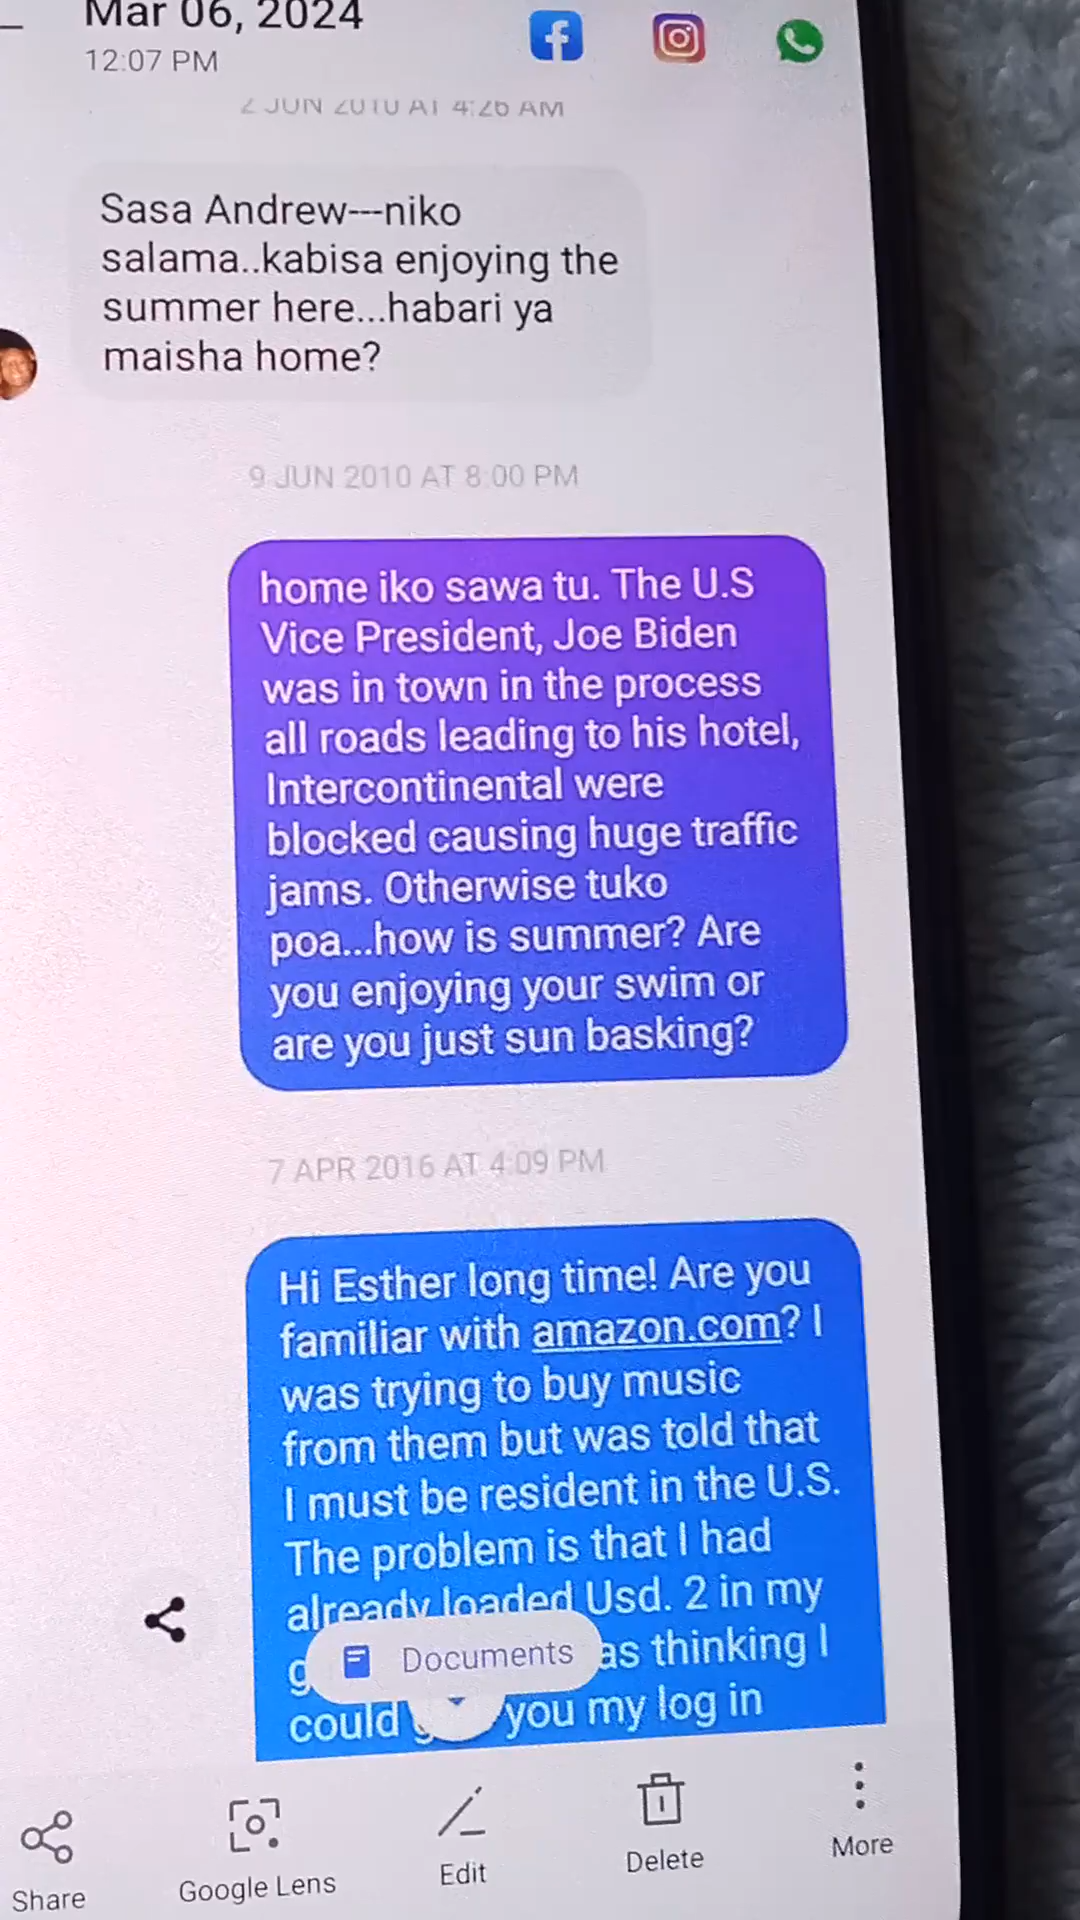 Mar 06, 2024
12:07 PM
2 JUN 2010 AT 4:26 AM
Sasa Andrew---niko
salama..kabisa enjoying the
summer here...habari ya
maisha home?
9 JUN 2010 AT 8:00 PM
home iko sawa tu. The U.S
Vice President, Joe Biden
was in town in the process
all roads leading to his hotel,
Intercontinental were
blocked causing huge traffic
jams. Otherwise tuko
poa...how is summer? Are
you enjoying your swim or
are you just sun basking?
7 APR 2016 AT 4:09 PM
Hi Esther long time! Are you
familiar with amazon.com? I
was trying to buy music
from them but was told that
I must be resident in the U.S.
The problem is that I had
already loaded Usd. 2 in my
as thinking I
Documents
could you my log in
Share
Google Lens
Edit
Delete
More